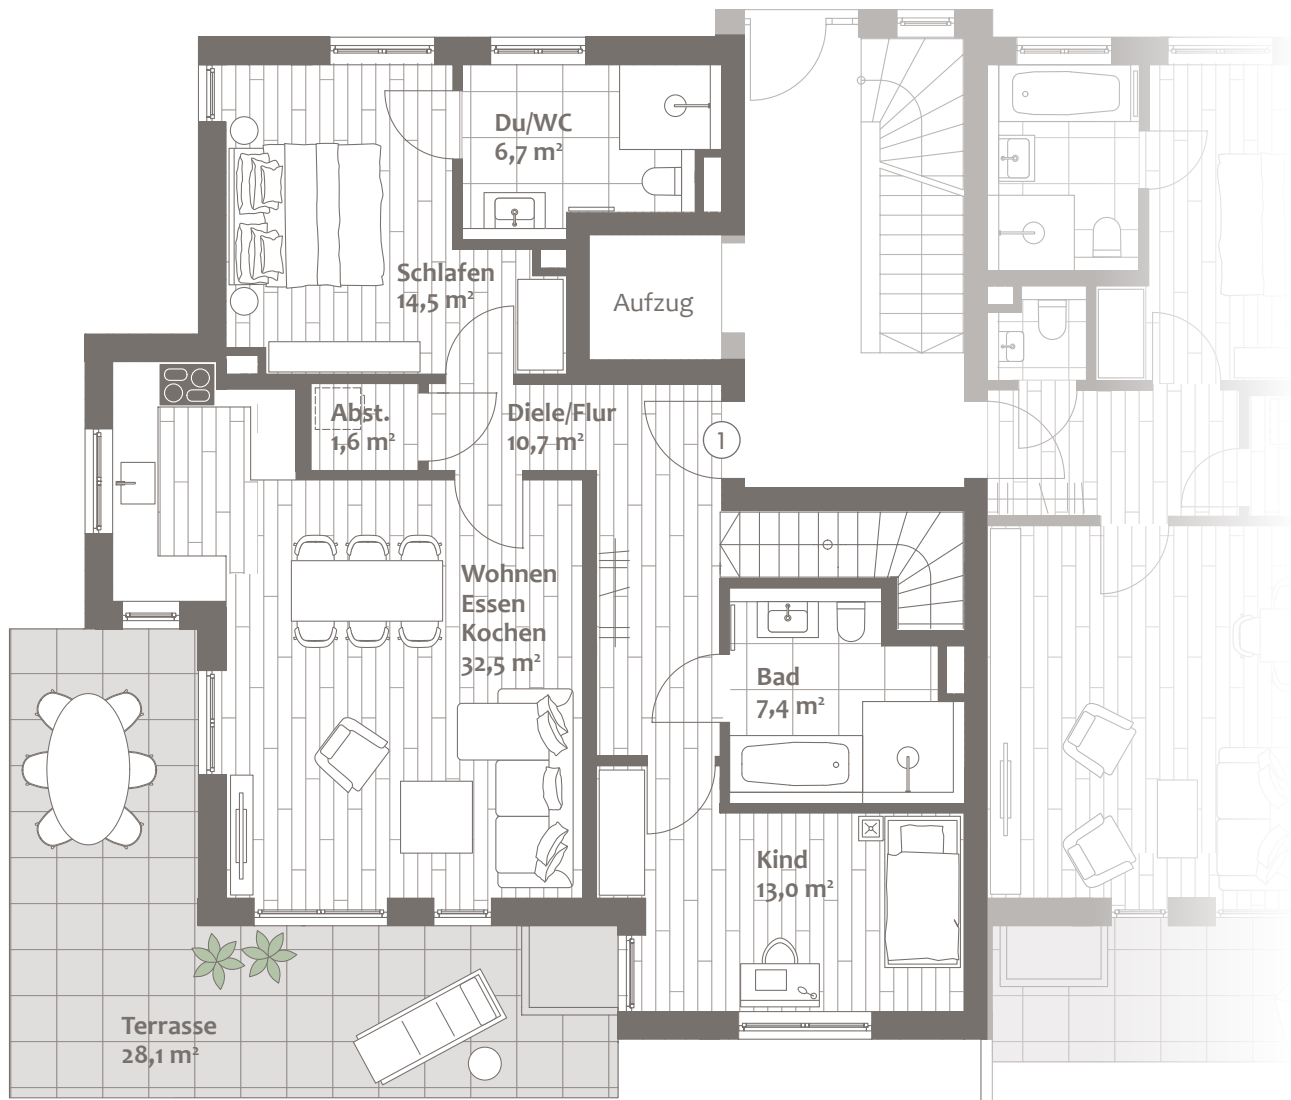 Du/WC
6,7 m²
Schlafen
14,5 m²
Aufzug
Abst.
1,6 m²
Diele/Flur
10,7 m²
1
Wohnen
Essen
Kochen
32,5 m²
Bad
7,4 m²
Kind
13,0 m²
Terrasse
28,1 m²